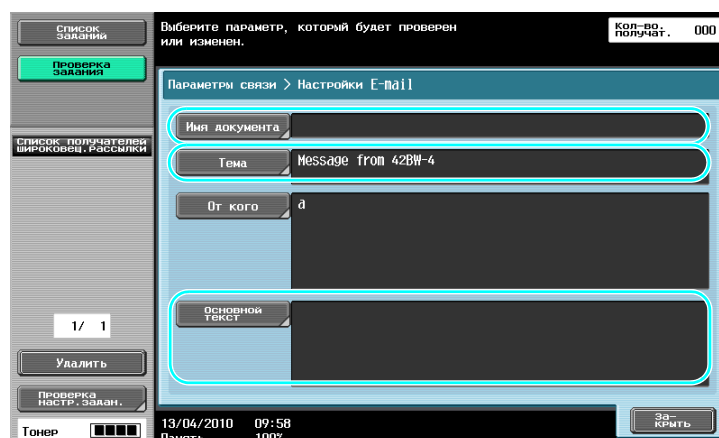 Список
заданий
Проверка
задания
Список получателей
широковещ.рассылки
1/ 1
Удалить
Проверка
настр.задан.
Тонер
Выберите параметр, который будет проверен
или изменен.
Кол-во.
получат. 000
Параметры связи > Настройки E-mail
Имя документа
Тема Message from 42BW-4
От кого a
Основной
текст
13/04/2010 09:58
Память 100%
За-
крыть